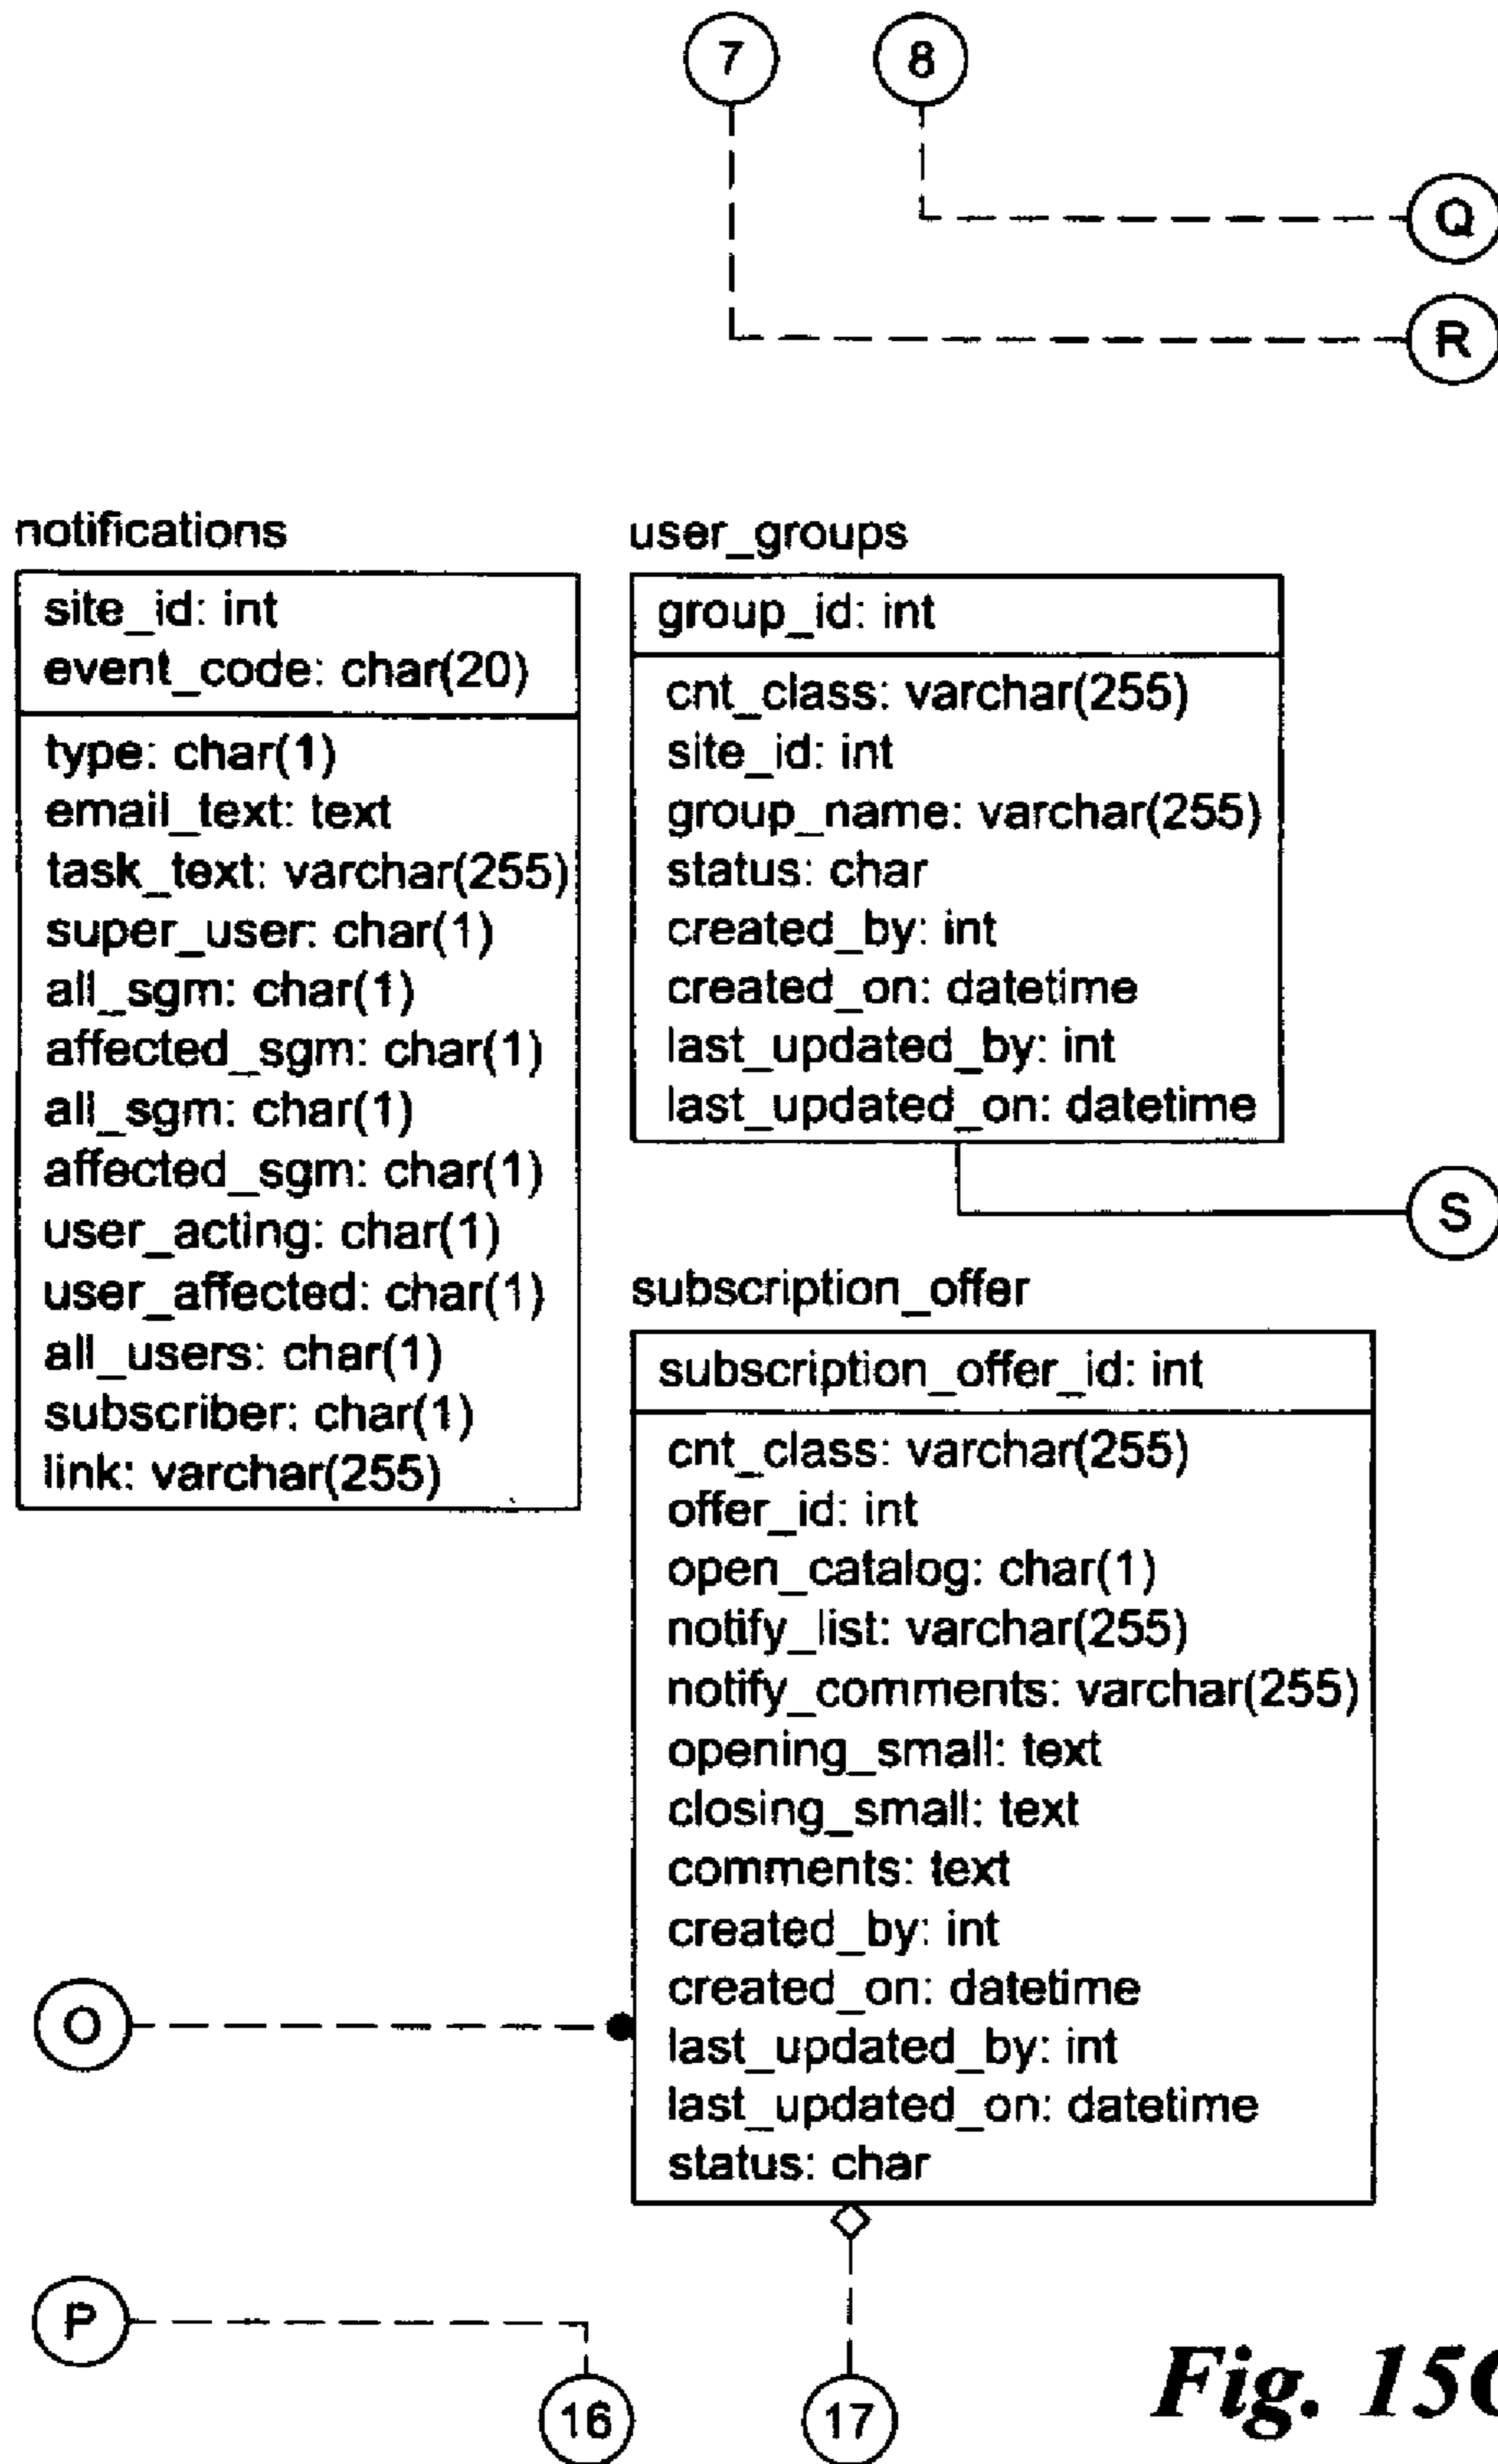 7
8
Q
R
notifications
site_id: int
event_code: char(20)
type: char(1)
email_text: text
task_text: varchar(255)
super_user: char(1)
all_sgm: char(1)
affected_sgm: char(1)
all_sgm: char(1)
affected_sgm: char(1)
user_acting: char(1)
user_affected: char(1)
all_users: char(1)
subscriber: char(1)
link: varchar(255)
user_groups
group_id: int
cnt_class: varchar(255)
site_id: int
group_name: varchar(255)
status: char
created_by: int
created_on: datetime
last_updated_by: int
last_updated_on: datetime
S
subscription_offer
subscription_offer_id: int
cnt_class: varchar(255)
offer_id: int
open_catalog: char(1)
notify_list: varchar(255)
notify_comments: varchar(255)
opening_small: text
closing_small: text
comments: text
created_by: int
created_on: datetime
last_updated_by: int
last_updated_on: datetime
status: char
O
P
16
17
Fig.